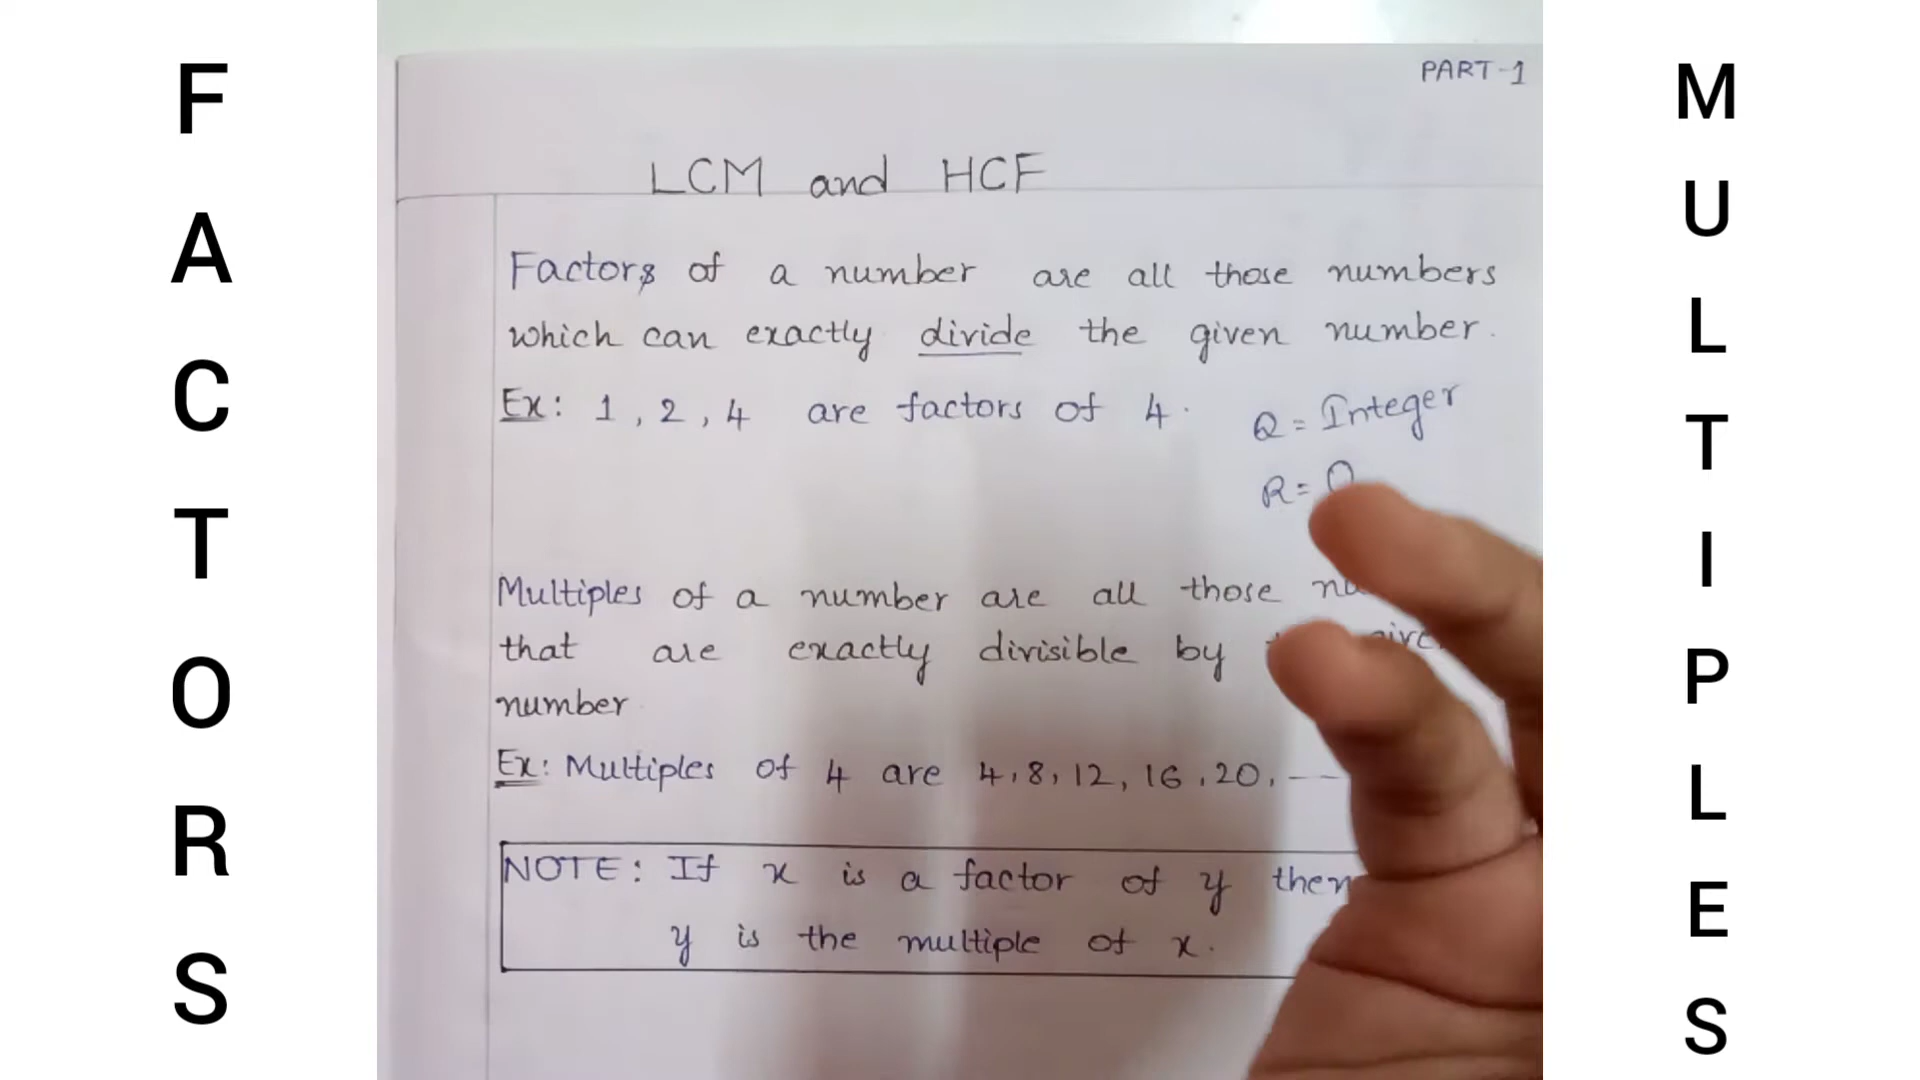 FACTORS
PART-1
LCM and HCF
Factors of a number are all those numbers
which can exactly divide the given number.
Ex: 1, 2, 4 are factors of 4.
Q = Integer
R = 0
Multiples of a number are all those
that are exactly divisible by
number
Ex: Multiples of 4 are 4, 8, 12, 16, 20, ---
NOTE: If x is a factor of y then
y is the multiple of x.
MULTIPLES